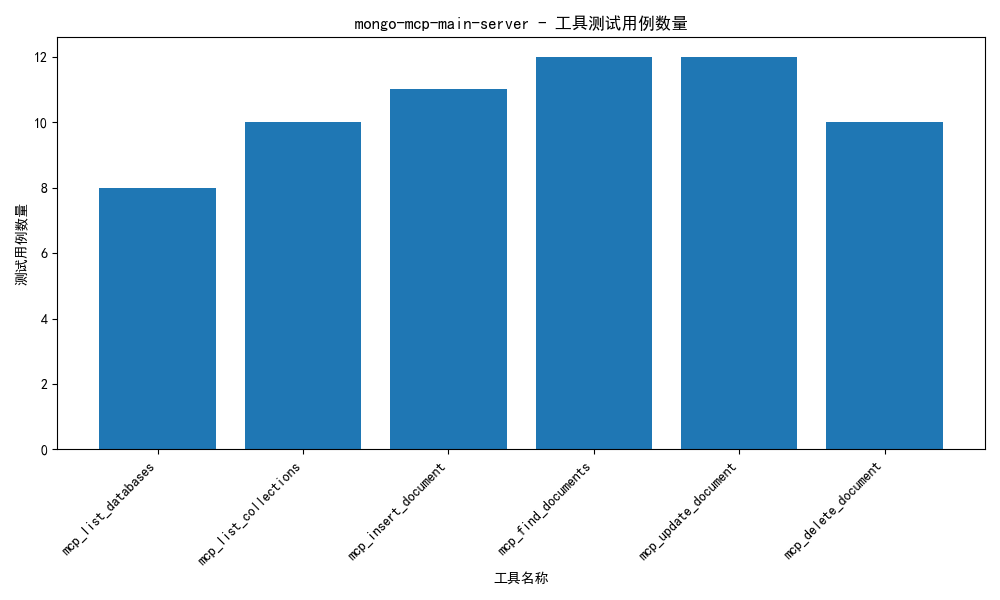 mongo-mcp-main-server - 工具测试用例数量
测试用例数量
12
10
8
6
4
2
0
mcp_list_databases
mcp_list_collections
mcp_insert_document
mcp_find_documents
mcp_update_document
mcp_delete_document
工具名称